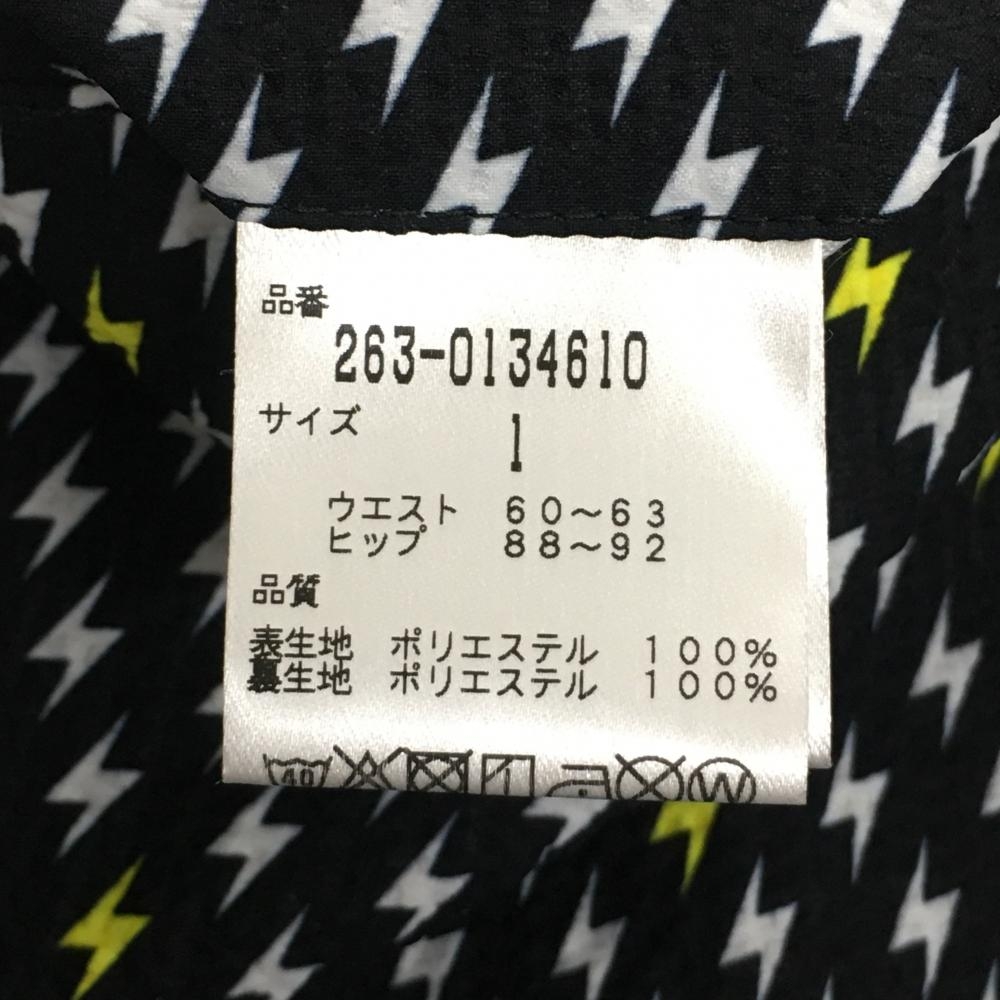 品番
263-0134610
サイズ
1
ウエスト 60~63
ヒップ 88~92
品質
表生地 ポリエステル 100%
裏生地 ポリエステル 100%
40 W